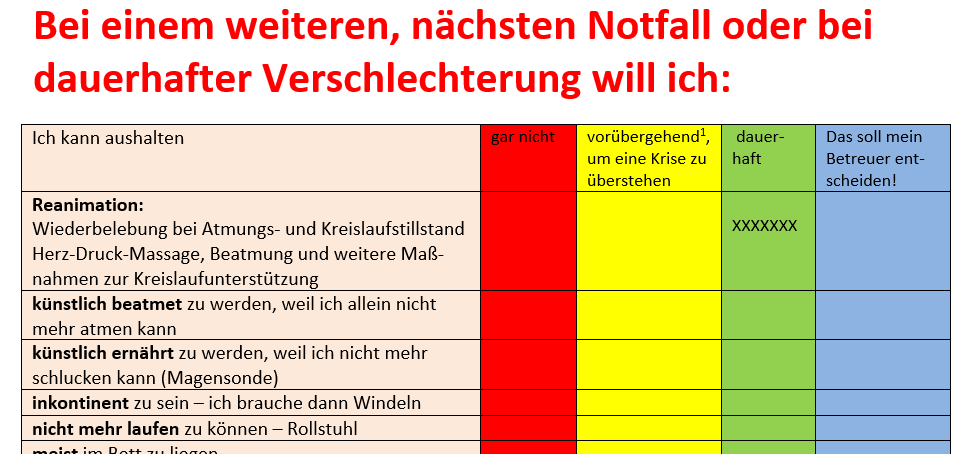 Bei einem weiteren, nächsten Notfall oder bei
dauerhafter Verschlechterung will ich:
Ich kann aushalten
gar nicht
vorübergehend¹,
um eine Krise zu
überstehen
dauer-
haft
Das soll mein
Betreuer ent-
scheiden!
Reanimation:
Wiederbelebung bei Atmungs- und Kreislaufstillstand
Herz-Druck-Massage, Beatmung und weitere Maß-
nahmen zur Kreislaufunterstützung
XXXXXXX
künstlich beatmet zu werden, weil ich allein nicht
mehr atmen kann
künstlich ernährt zu werden, weil ich nicht mehr
schlucken kann (Magensonde)
inkontinent zu sein – ich brauche dann Windeln
nicht mehr laufen zu können – Rollstuhl
meist im Bett zu liegen